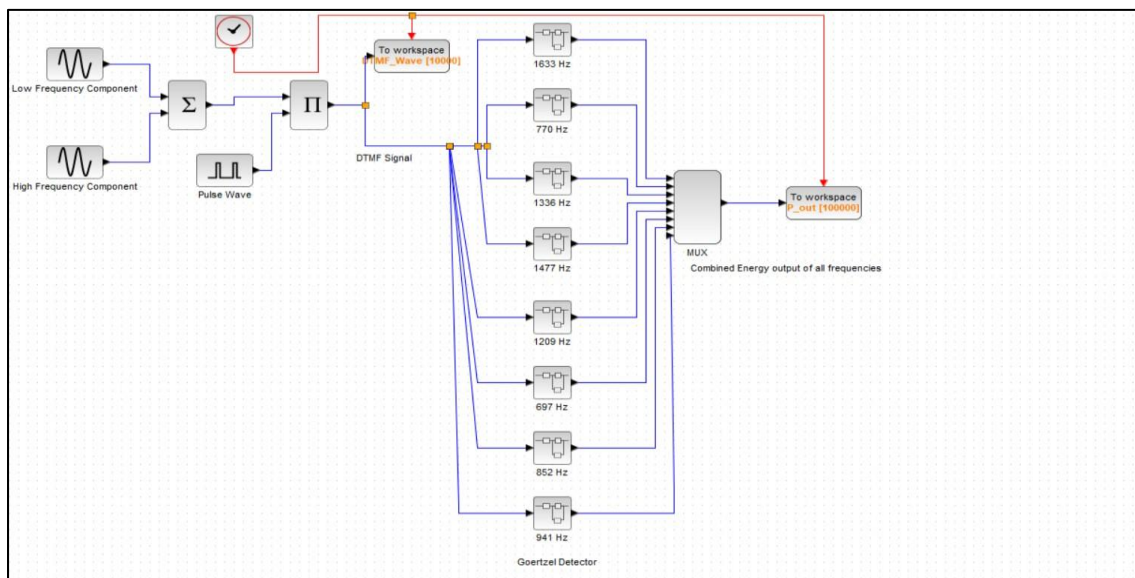 To workspace
DTMF_Wave [10000]
1633 Hz
Low Frequency Component
Σ
Π
770 Hz
DTMF Signal
High Frequency Component
Pulse Wave
1336 Hz
To workspace
P_out [100000]
MUX
1477 Hz
Combined Energy output of all frequencies
1209 Hz
697 Hz
852 Hz
941 Hz
Goertzel Detector